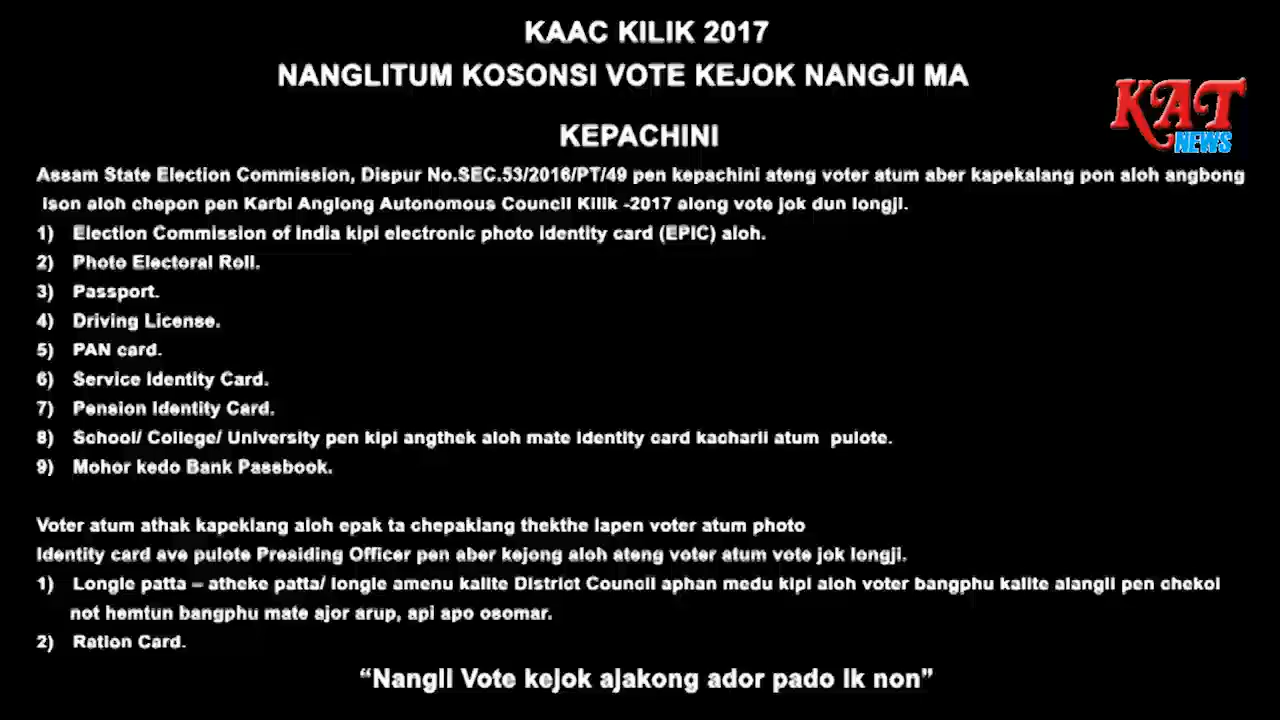 KAAC KILIK 2017
NANGLITUM KOSONSI VOTE KEJOK NANGJI MA
KAT
NEWS
KEPACHINI
Assam State Election Commission, Dispur No.SEC.53/2016/PT/49 pen kepachini ateng voter atum aber kapekalang pon aloh angbong
ison aloh chepon pen Karbi Anglong Autonomous Council Kilik -2017 along vote jok dun longji.
1) Election Commission of India kipi electronic photo identity card (EPIC) aloh.
2) Photo Electoral Roll.
3) Passport.
4) Driving License.
5) PAN card.
6) Service Identity Card.
7) Pension Identity Card.
8) School/ College/ University pen kipi angthek aloh mate identity card kacharli atum pulote.
9) Mohor kedo Bank Passbook.
Voter atum athak kapeklang aloh epak ta chepaklang thekthe lapen voter atum photo
Identity card ave pulote Presiding Officer pen aber kejong aloh ateng voter atum vote jok longji.
1) Longle patta – atheke patta/ longle amenu kalite District Council aphan medu kipi aloh voter bangphu kalite alangli pen chekol
not hemtun bangphu mate ajor arup, api apo osomar.
2) Ration Card.
“Nangli Vote kejok ajakong ador pado ik non”